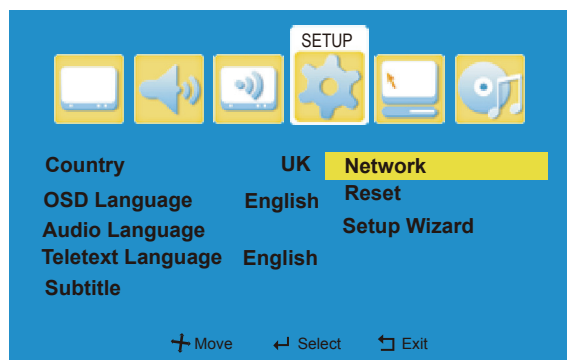 SETUP
Country UK
OSD Language English
Audio Language
Teletext Language English
Subtitle
Network
Reset
Setup Wizard
Move Select Exit